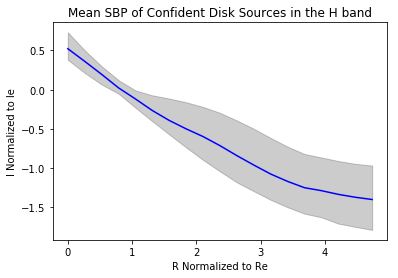 Mean SBP of Confident Disk Sources in the H band
I Normalized to Ie
0.5
0.0
−0.5
−1.0
−1.5
0 1 2 3 4
R Normalized to Re